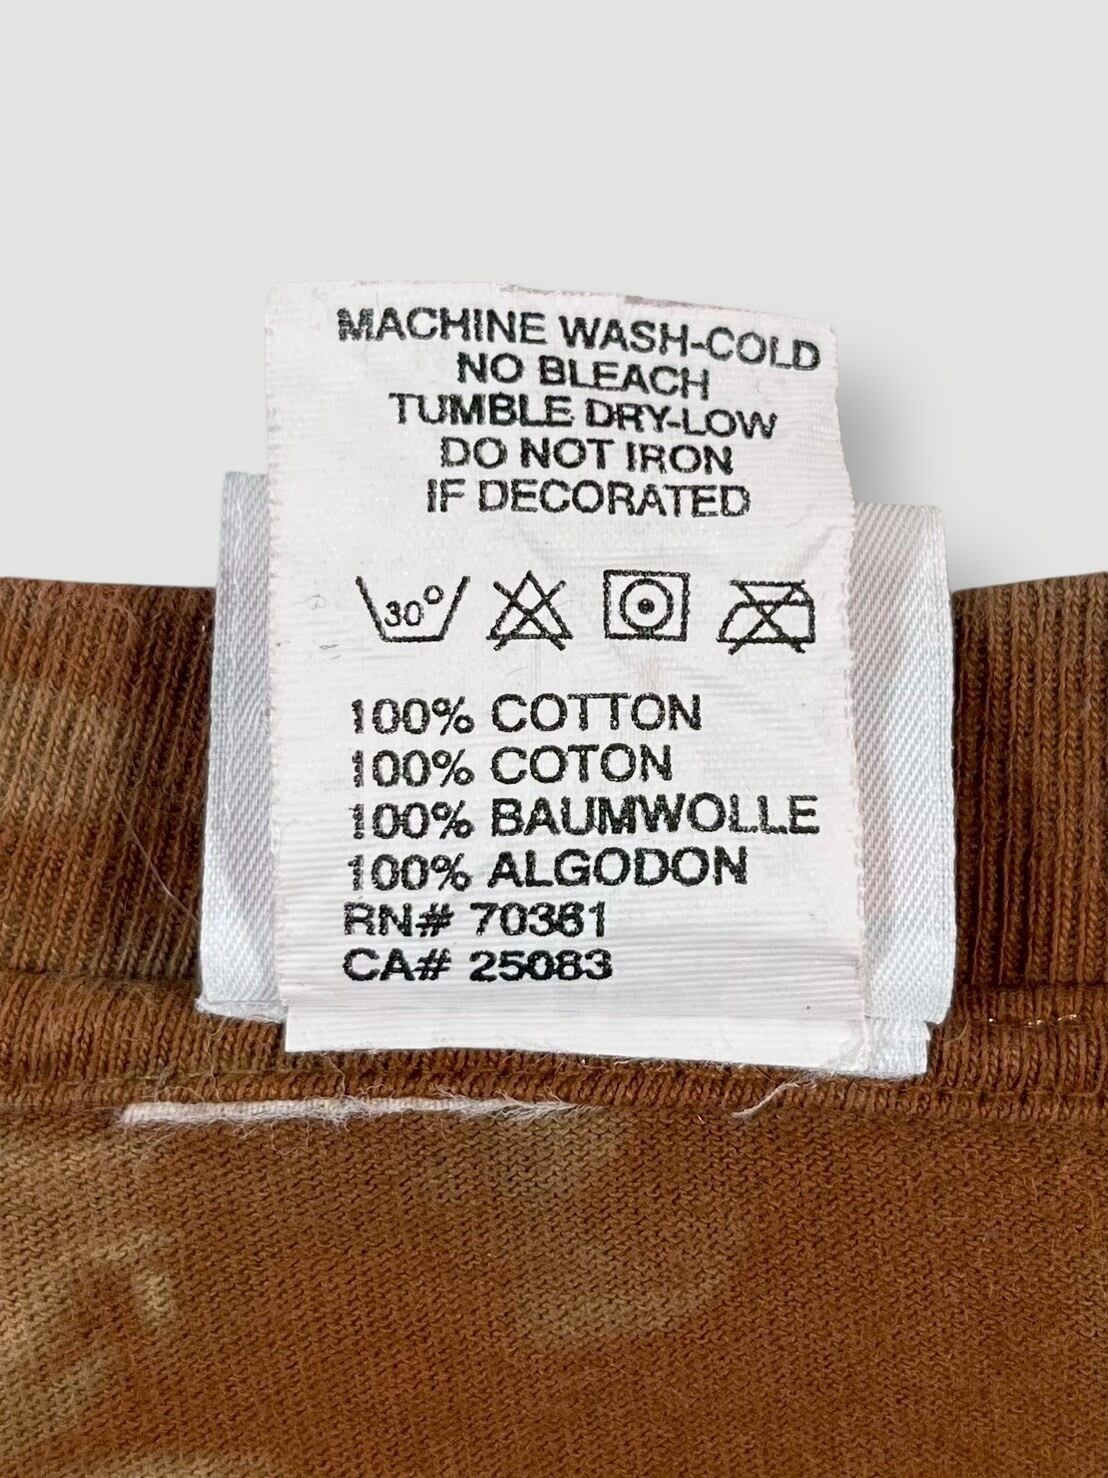 MACHINE WASH-COLD
NO BLEACH
TUMBLE DRY-LOW
DO NOT IRON
IF DECORATED
30°
100% COTTON
100% COTON
100% BAUMWOLLE
100% ALGODON
RN# 70361
CA# 25083